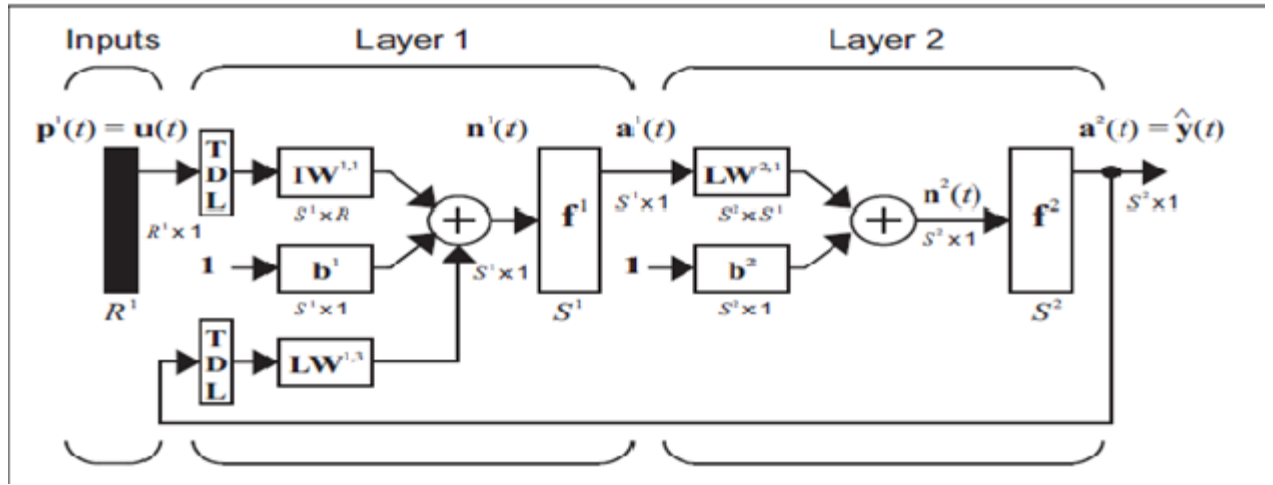 Inputs Layer 1 Layer 2
p¹(t) = u(t) n¹(t) a¹(t) a²(t) = ŷ(t)
TDL IW¹,¹ f¹ LW²,¹ n²(t) f²
R¹ x 1 S¹ x R S¹ x 1 S² x S¹ S² x 1 S² x 1
1 b¹ S¹ x 1 1 b²
R¹ S¹ x 1 S¹ S² x 1 S²
TDL LW¹,³